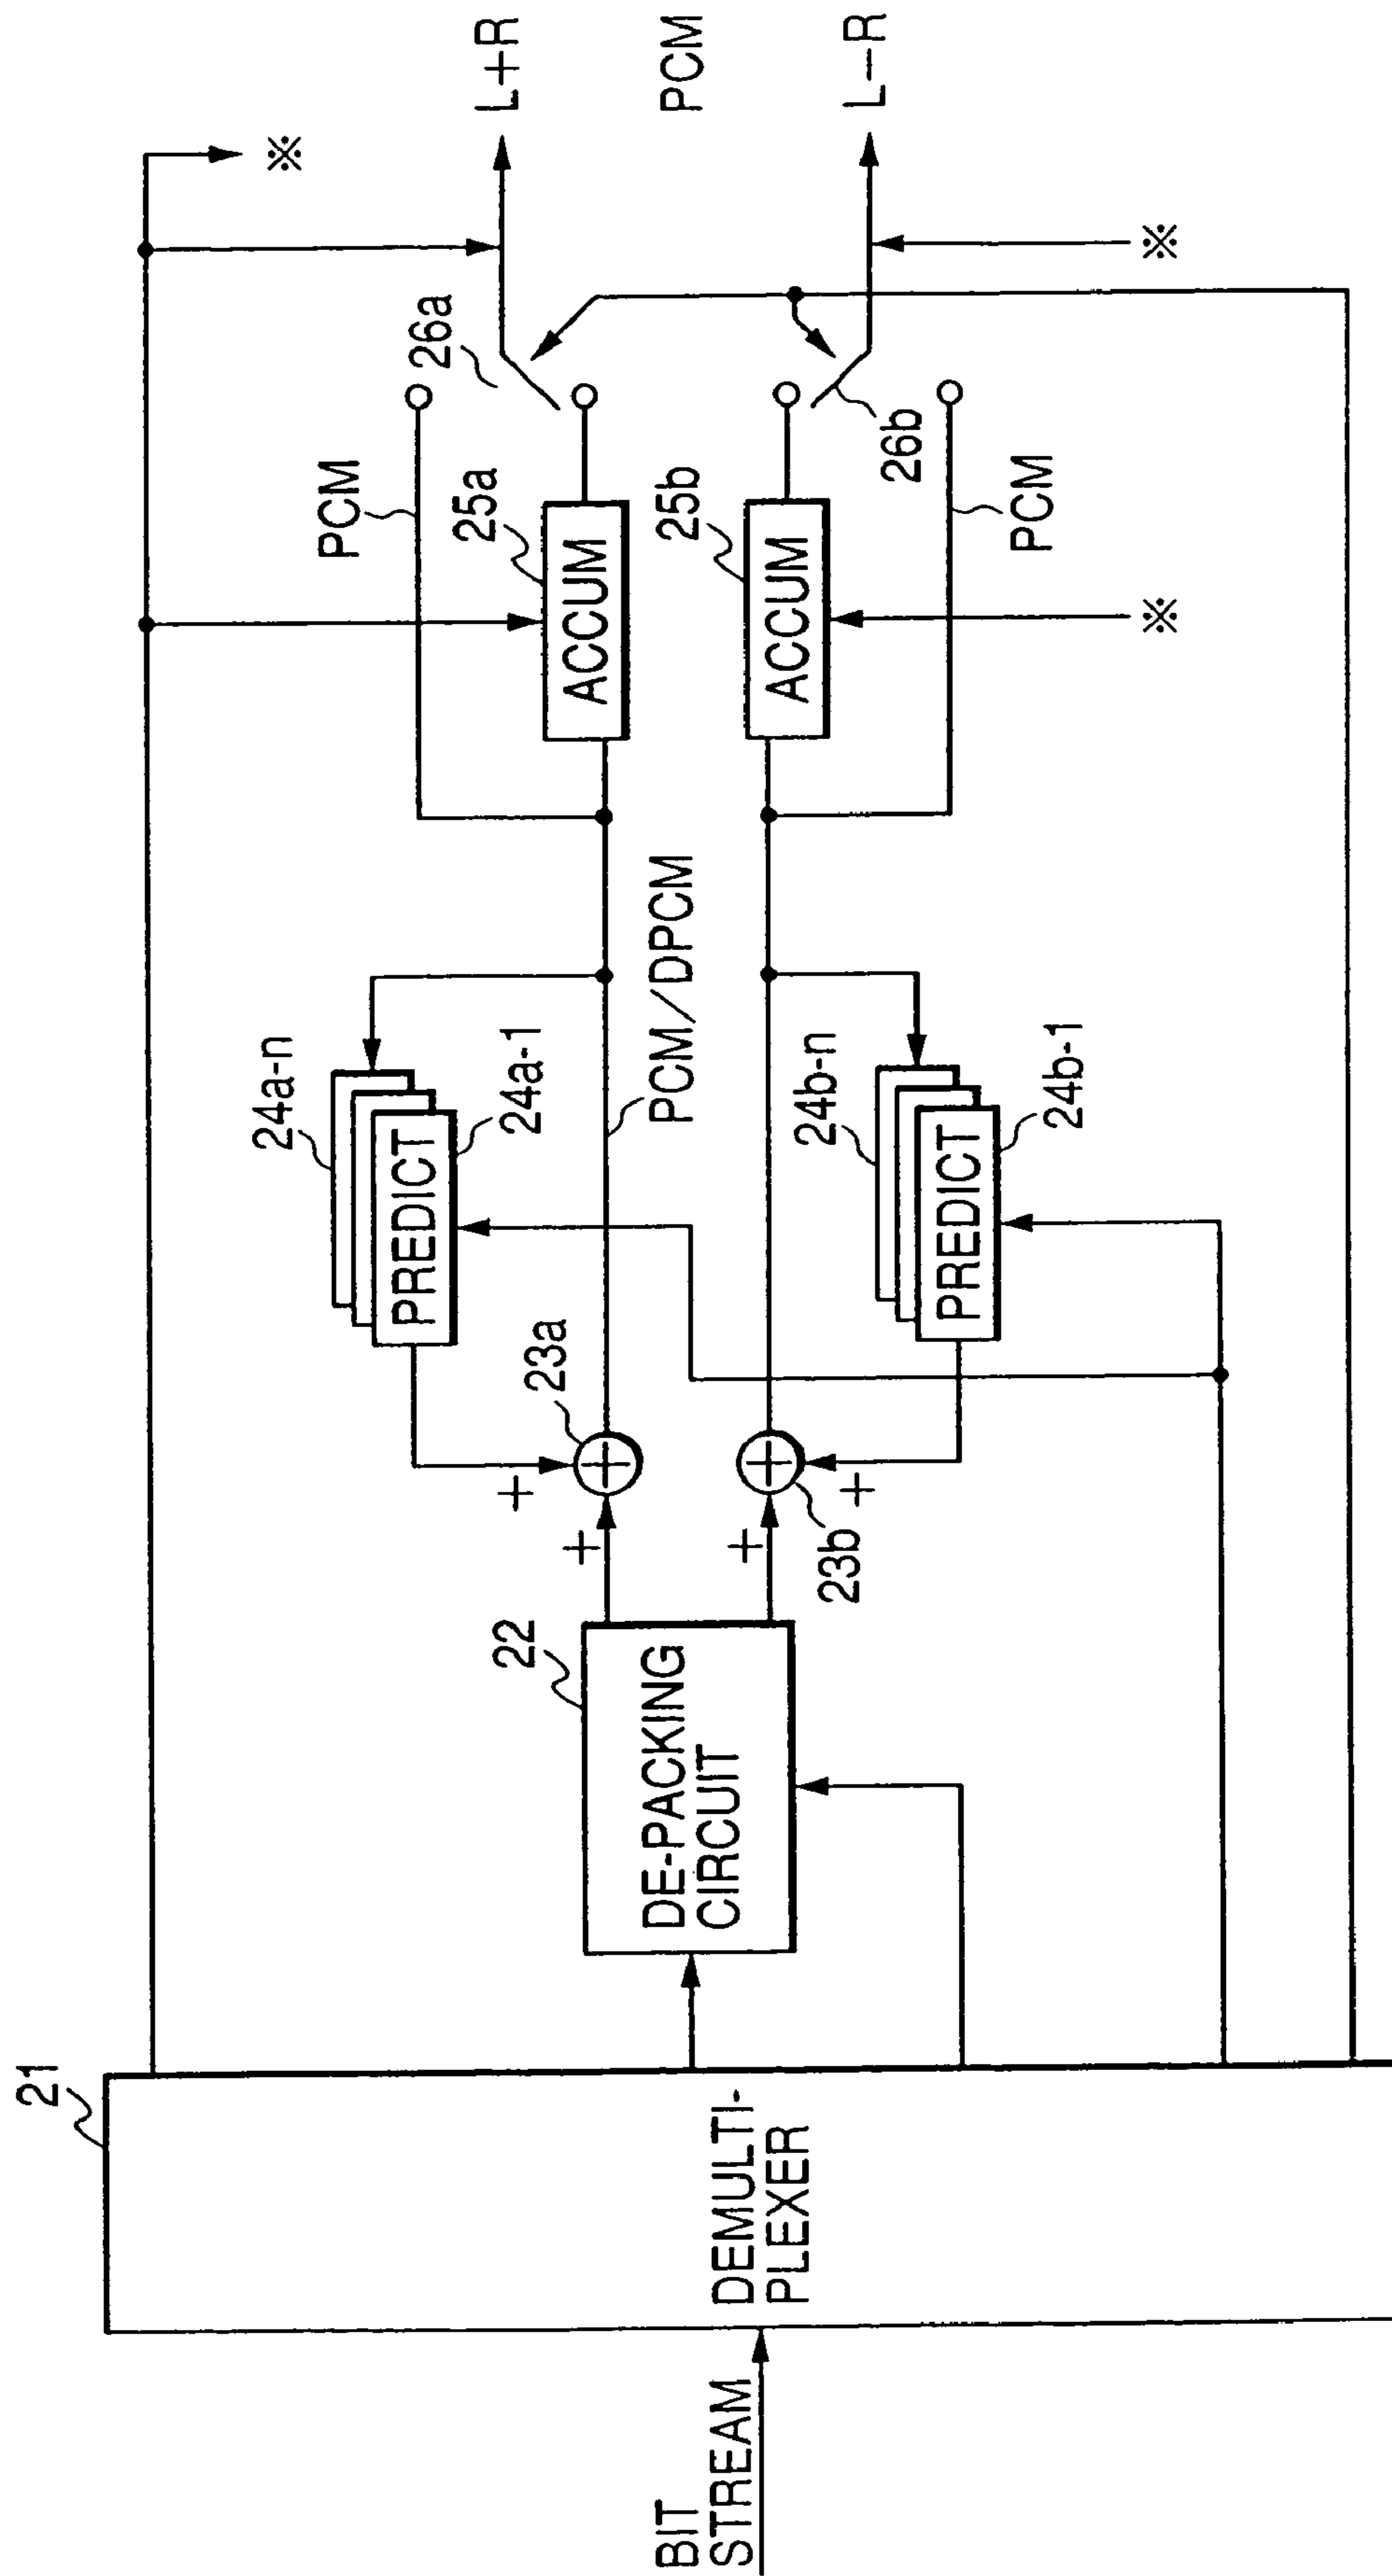 BIT
STREAM
21
DEMULTI-
PLEXER
22
DE-PACKING
CIRCUIT
+
+
23a
+
+
23b
24a-n
PREDICT
24a-1
24b-n
PREDICT
24b-1
PCM/DPCM
PCM
25a
ACCUM
25b
ACCUM
PCM
26a
26b
※
※
※
L+R
PCM
L−R